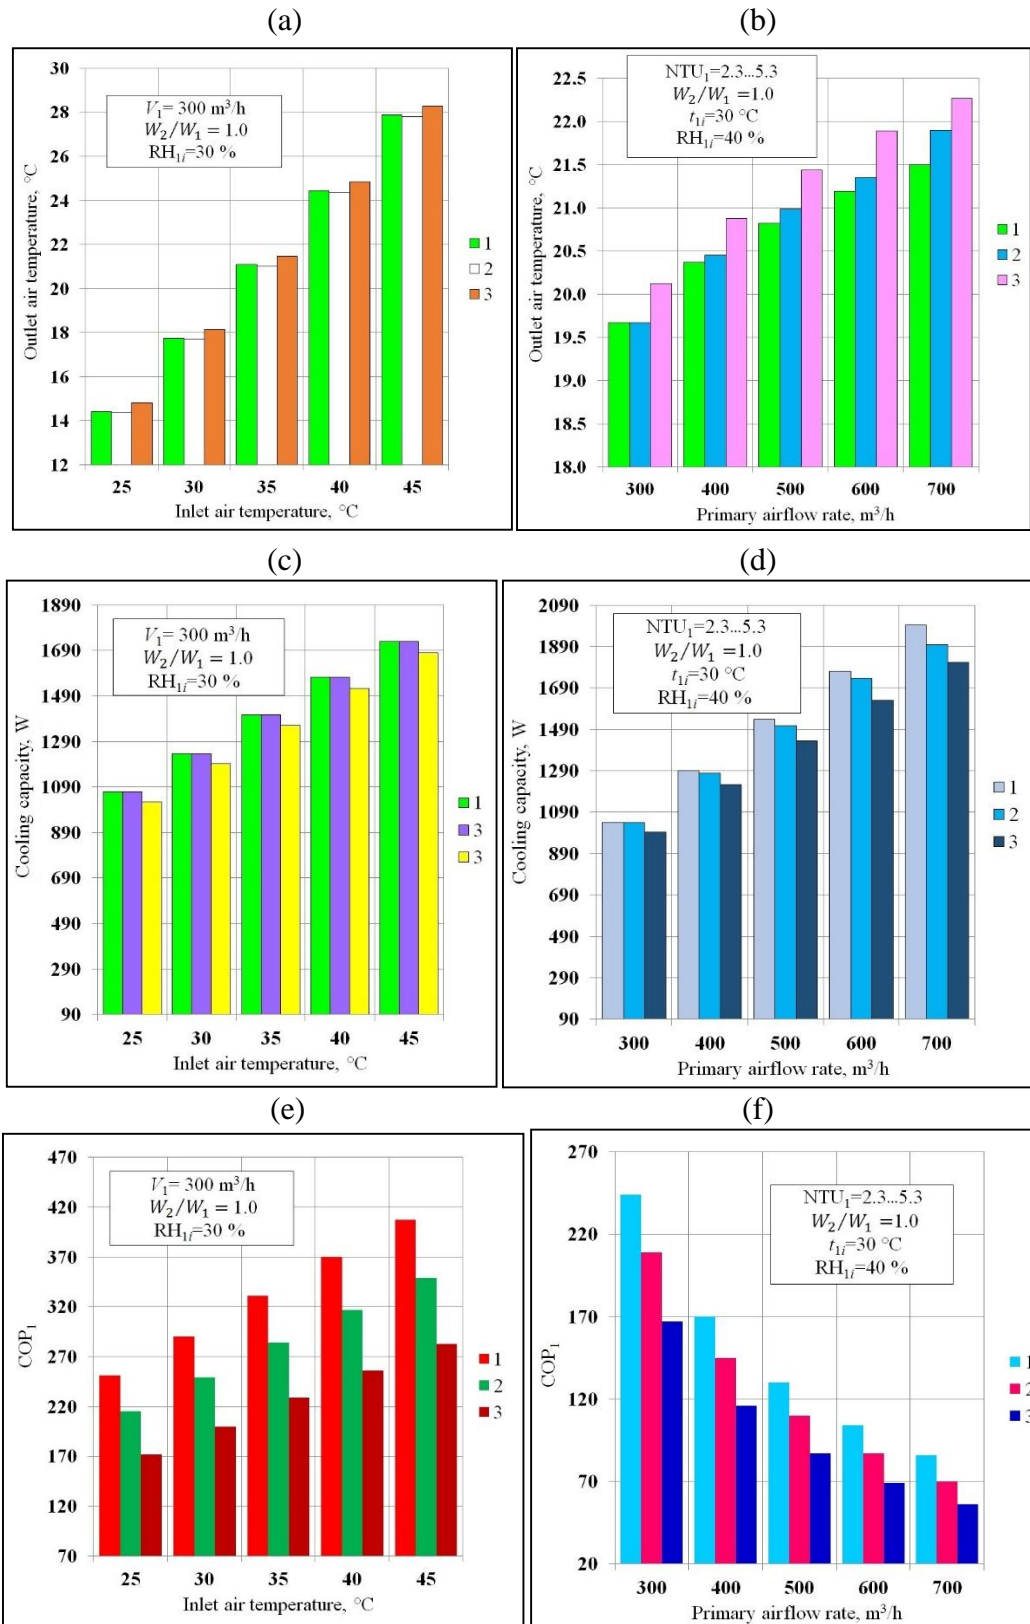 (a)
(b)
30
28
26
24
22
20
18
16
14
12
Outlet air temperature, °C
V₁= 300 m³/h
W₂/W₁ = 1.0
RH₁ᵢ=30 %
1
2
3
25 30 35 40 45
Inlet air temperature, °C
22.5
22.0
21.5
21.0
20.5
20.0
19.5
19.0
18.5
18.0
Outlet air temperature, °C
NTU₁=2.3...5.3
W₂/W₁ =1.0
t₁ᵢ=30 °C
RH₁ᵢ=40 %
1
2
3
300 400 500 600 700
Primary airflow rate, m³/h
(c)
(d)
1890
1690
1490
1290
1090
890
690
490
290
90
Cooling capacity, W
V₁= 300 m³/h
W₂/W₁ = 1.0
RH₁ᵢ=30 %
1
3
3
25 30 35 40 45
Inlet air temperature, °C
2090
1890
1690
1490
1290
1090
890
690
490
290
90
Cooling capacity, W
NTU₁=2.3...5.3
W₂/W₁ =1.0
t₁ᵢ=30 °C
RH₁ᵢ=40 %
1
2
3
300 400 500 600 700
Primary airflow rate, m³/h
(e)
(f)
470
420
370
320
270
220
170
120
70
COP₁
V₁= 300 m³/h
W₂/W₁ = 1.0
RH₁ᵢ=30 %
1
2
3
25 30 35 40 45
Inlet air temperature, °C
270
220
170
120
70
20
COP₁
NTU₁=2.3...5.3
W₂/W₁ =1.0
t₁ᵢ=30 °C
RH₁ᵢ=40 %
1
2
3
300 400 500 600 700
Primary airflow rate, m³/h